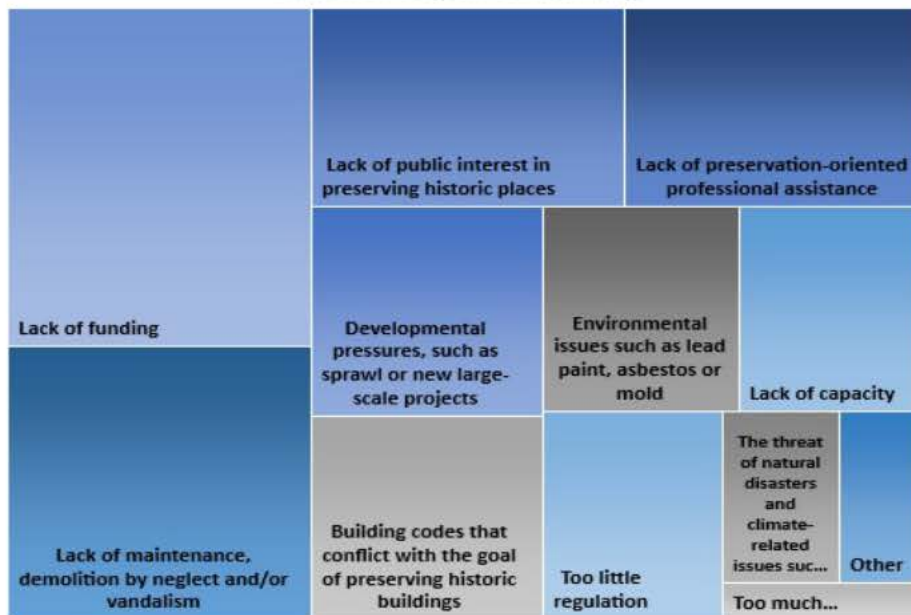 Lack of funding
Lack of public interest in
preserving historic places
Lack of preservation-oriented
professional assistance
Developmental
pressures, such as
sprawl or new large-
scale projects
Environmental
issues such as lead
paint, asbestos or
mold
Lack of capacity
Lack of maintenance,
demolition by neglect and/or
vandalism
Building codes that
conflict with the goal
of preserving historic
buildings
Too little
regulation
The threat
of natural
disasters
and
climate-
related
issues suc...
Other
Too much...